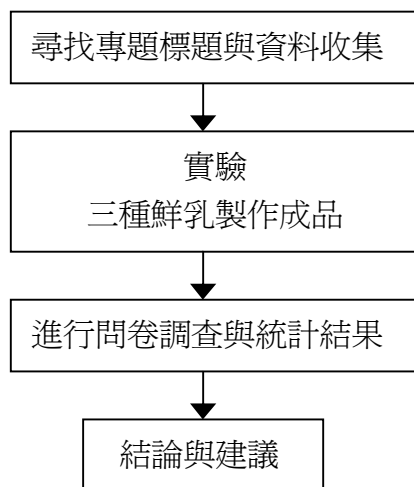 尋找專題標題與資料收集
實驗
三種鮮乳製作成品
進行問卷調查與統計結果
結論與建議